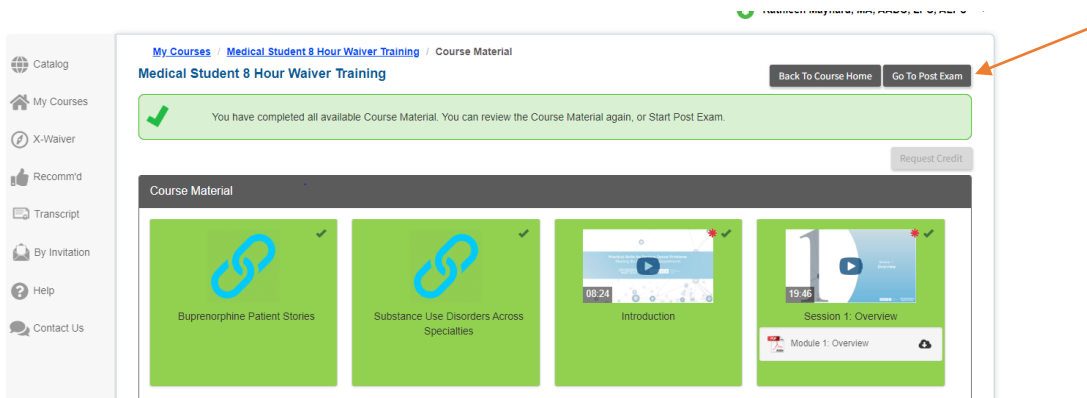 My Courses / Medical Student 8 Hour Waiver Training / Course Material
Medical Student 8 Hour Waiver Training
Back To Course Home
Go To Post Exam
You have completed all available Course Material. You can review the Course Material again, or Start Post Exam.
Request Credit
Catalog
My Courses
X-Waiver
Recomm'd
Transcript
By Invitation
Help
Contact Us
Course Material
Buprenorphine Patient Stories
Substance Use Disorders Across
Specialties
08:24
Introduction
19:46
Session 1: Overview
Module 1: Overview